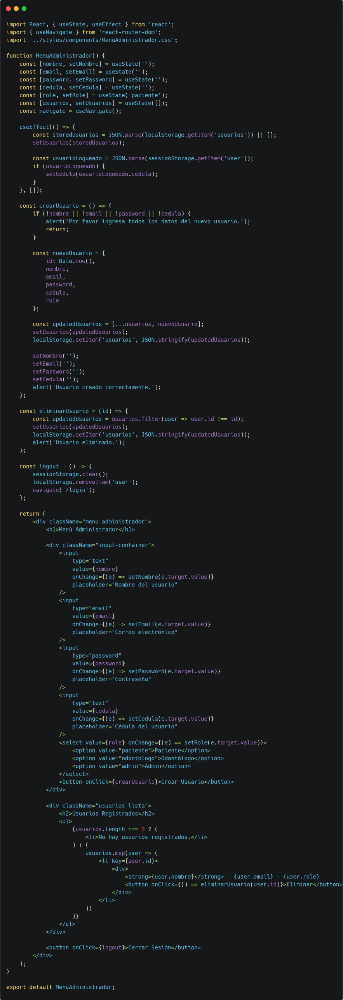 import React, { useState, useEffect } from 'react';
import { useNavigate } from 'react-router-dom';
import '../styles/components/MenuAdministrador.css';

function MenuAdministrador() {
    const [nombre, setNombre] = useState('');
    const [email, setEmail] = useState('');
    const [password, setPassword] = useState('');
    const [cedula, setCedula] = useState('');
    const [role, setRole] = useState('paciente');
    const [usuarios, setUsuarios] = useState([]);
    const navigate = useNavigate();

    useEffect(() => {
        const storedUsuarios = JSON.parse(localStorage.getItem('usuarios')) || [];
        setUsuarios(storedUsuarios);

        const usuarioLogueado = JSON.parse(sessionStorage.getItem('user'));
        if (usuarioLogueado) {
            setCedula(usuarioLogueado.cedula);
        }
    }, []);

    const crearUsuario = () => {
        if (!nombre || !email || !password || !cedula) {
            alert('Por favor ingresa todos los datos del nuevo usuario.');
            return;
        }

        const nuevoUsuario = {
            id: Date.now(),
            nombre,
            email,
            password,
            cedula,
            role
        };

        const updatedUsuarios = [...usuarios, nuevoUsuario];
        setUsuarios(updatedUsuarios);
        localStorage.setItem('usuarios', JSON.stringify(updatedUsuarios));

        setNombre('');
        setEmail('');
        setPassword('');
        setCedula('');
        alert('Usuario creado correctamente.');
    };

    const eliminarUsuario = (id) => {
        const updatedUsuarios = usuarios.filter(user => user.id !== id);
        setUsuarios(updatedUsuarios);
        localStorage.setItem('usuarios', JSON.stringify(updatedUsuarios));
        alert('Usuario eliminado.');
    };

    const logout = () => {
        sessionStorage.clear();
        localStorage.removeItem('user');
        navigate('/login');
    };

    return (
        <div className="menu-administrador">
            <h1>Menú Administrador</h1>

            <div className="input-container">
                <input
                    type="text"
                    value={nombre}
                    onChange={(e) => setNombre(e.target.value)}
                    placeholder="Nombre del usuario"
                />
                <input
                    type="email"
                    value={email}
                    onChange={(e) => setEmail(e.target.value)}
                    placeholder="Correo electrónico"
                />
                <input
                    type="password"
                    value={password}
                    onChange={(e) => setPassword(e.target.value)}
                    placeholder="Contraseña"
                />
                <input
                    type="text"
                    value={cedula}
                    onChange={(e) => setCedula(e.target.value)}
                    placeholder="Cédula del usuario"
                />
                <select value={role} onChange={(e) => setRole(e.target.value)}>
                    <option value="paciente">Paciente</option>
                    <option value="odontologo">Odontólogo</option>
                    <option value="admin">Admin</option>
                </select>
                <button onClick={crearUsuario}>Crear Usuario</button>
            </div>

            <div className="usuarios-lista">
                <h2>Usuarios Registrados</h2>
                <ul>
                    {usuarios.length === 0 ? (
                        <li>No hay usuarios registrados.</li>
                    ) : (
                        usuarios.map(user => (
                            <li key={user.id}>
                                <div>
                                    <strong>{user.nombre}</strong> - {user.email} - {user.role}
                                    <button onClick={() => eliminarUsuario(user.id)}>Eliminar</button>
                                </div>
                            </li>
                        ))
                    )}
                </ul>
            </div>

            <button onClick={logout}>Cerrar Sesión</button>
        </div>
    );
}

export default MenuAdministrador;